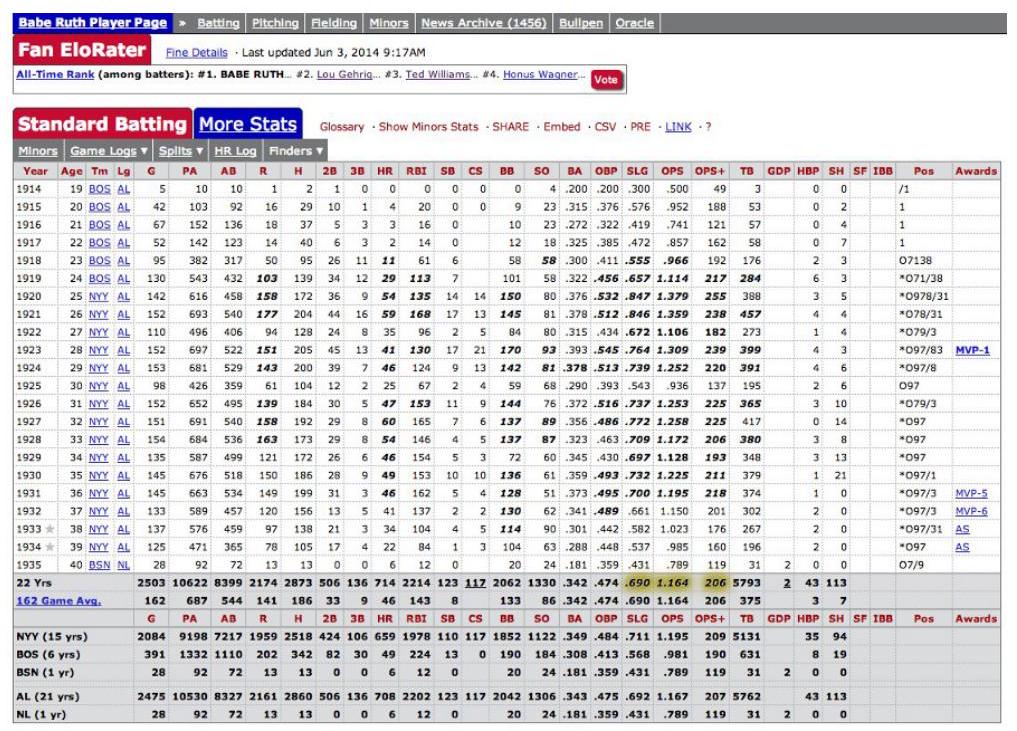 Babe Ruth Player Page » Batting Pitching Fielding Minors News Archive (1456) Bullpen Oracle
Fan EloRater Fine Details · Last updated Jun 3, 2014 9:17AM
All-Time Rank (among batters): #1. BABE RUTH... #2. Lou Gehrig... #3. Ted Williams... #4. Honus Wagner... Vote
Standard Batting More Stats Glossary · Show Minors Stats · SHARE · Embed · CSV · PRE · LINK · ?
Minors Game Logs ▼ Splits ▼ HR Log Finders ▼
Year Age Tm Lg G PA AB R H 2B 3B HR RBI SB CS BB SO BA OBP SLG OPS OPS+ TB GDP HBP SH SF IBB Pos Awards
1914 19 BOS AL 5 10 10 1 2 1 0 0 0 0 0 0 4 .200 .200 .300 .500 49 3 0 0 /1
1915 20 BOS AL 42 103 92 16 29 10 1 4 20 0 0 9 23 .315 .376 .576 .952 188 53 0 2 1
1916 21 BOS AL 67 152 136 18 37 5 3 3 16 0 10 23 .272 .322 .419 .741 121 57 0 4 1
1917 22 BOS AL 52 142 123 14 40 6 3 2 14 0 12 18 .325 .385 .472 .857 162 58 0 7 1
1918 23 BOS AL 95 382 317 50 95 26 11 11 61 6 58 58 .300 .411 .555 .966 192 176 2 3 O7138
1919 24 BOS AL 130 543 432 103 139 34 12 29 113 7 101 58 .322 .456 .657 1.114 217 284 6 3 *O71/38
1920 25 NYY AL 142 616 458 158 172 36 9 54 135 14 14 150 80 .376 .532 .847 1.379 255 388 3 5 *O978/31
1921 26 NYY AL 152 693 540 177 204 44 16 59 168 17 13 145 81 .378 .512 .846 1.359 238 457 4 4 *O78/31
1922 27 NYY AL 110 496 406 94 128 24 8 35 96 2 5 84 80 .315 .434 .672 1.106 182 273 1 4 *O79/3
1923 28 NYY AL 152 697 522 151 205 45 13 41 130 17 21 170 93 .393 .545 .764 1.309 239 399 4 3 *O97/83 MVP-1
1924 29 NYY AL 153 681 529 143 200 39 7 46 124 9 13 142 81 .378 .513 .739 1.252 220 391 4 6 *O97/8
1925 30 NYY AL 98 426 359 61 104 12 2 25 67 2 4 59 68 .290 .393 .543 .936 137 195 2 6 O97
1926 31 NYY AL 152 652 495 139 184 30 5 47 153 11 9 144 76 .372 .516 .737 1.253 225 365 3 10 *O79/3
1927 32 NYY AL 151 691 540 158 192 29 8 60 165 7 6 137 89 .356 .486 .772 1.258 225 417 0 14 *O97
1928 33 NYY AL 154 684 536 163 173 29 8 54 146 4 5 137 87 .323 .463 .709 1.172 206 380 3 8 *O97
1929 34 NYY AL 135 587 499 121 172 26 6 46 154 5 3 72 60 .345 .430 .697 1.128 193 348 3 13 *O97
1930 35 NYY AL 145 676 518 150 186 28 9 49 153 10 10 136 61 .359 .493 .732 1.225 211 379 1 21 *O97/1
1931 36 NYY AL 145 663 534 149 199 31 3 46 162 5 4 128 51 .373 .495 .700 1.195 218 374 1 0 *O97/3 MVP-5
1932 37 NYY AL 133 589 457 120 156 13 5 41 137 2 2 130 62 .341 .489 .661 1.150 201 302 2 0 *O97/3 MVP-6
1933 ★ 38 NYY AL 137 576 459 97 138 21 3 34 104 4 5 114 90 .301 .442 .582 1.023 176 267 2 0 *O97/31 AS
1934 ★ 39 NYY AL 125 471 365 78 105 17 4 22 84 1 3 104 63 .288 .448 .537 .985 160 196 2 0 *O97 AS
1935 40 BSN NL 28 92 72 13 13 0 0 6 12 0 20 24 .181 .359 .431 .789 119 31 2 0 0 O7/9
22 Yrs 2503 10622 8399 2174 2873 506 136 714 2214 123 117 2062 1330 .342 .474 .690 1.164 206 5793 2 43 113
162 Game Avg. 162 687 544 141 186 33 9 46 143 8 133 86 .342 .474 .690 1.164 206 375 3 7
G PA AB R H 2B 3B HR RBI SB CS BB SO BA OBP SLG OPS OPS+ TB GDP HBP SH SF IBB Pos Awards
NYY (15 yrs) 2084 9198 7217 1959 2518 424 106 659 1978 110 117 1852 1122 .349 .484 .711 1.195 209 5131 35 94
BOS (6 yrs) 391 1332 1110 202 342 82 30 49 224 13 0 190 184 .308 .413 .568 .981 190 631 8 19
BSN (1 yr) 28 92 72 13 13 0 0 6 12 0 20 24 .181 .359 .431 .789 119 31 2 0 0
AL (21 yrs) 2475 10530 8327 2161 2860 506 136 708 2202 123 117 2042 1306 .343 .475 .692 1.167 207 5762 43 113
NL (1 yr) 28 92 72 13 13 0 0 6 12 0 20 24 .181 .359 .431 .789 119 31 2 0 0